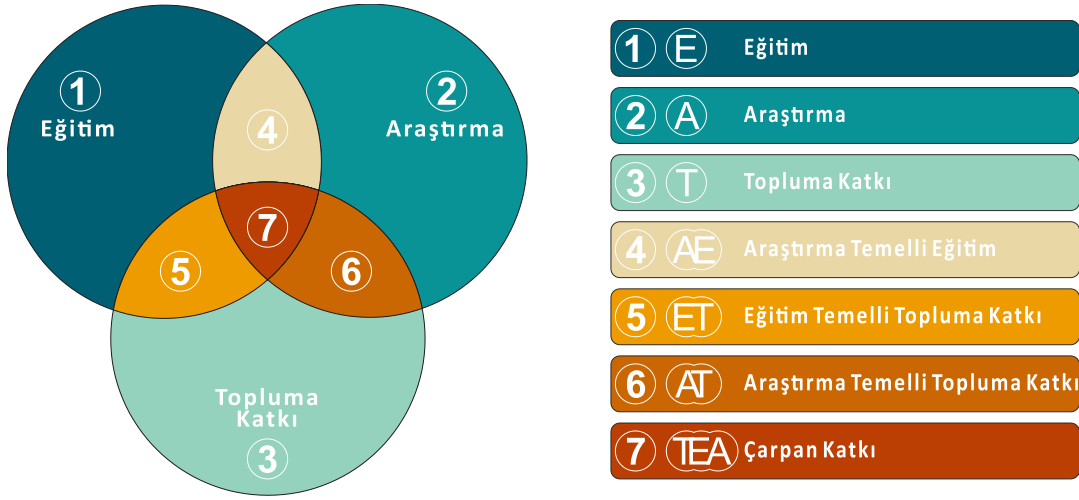 1
Eğitim
2
Araştırma
4
7
5
6
Topluma
Katkı
3
1 E Eğitim
2 A Araştırma
3 T Topluma Katkı
4 AE Araştırma Temelli Eğitim
5 ET Eğitim Temelli Topluma Katkı
6 AT Araştırma Temelli Topluma Katkı
7 TEA Çarpan Katkı